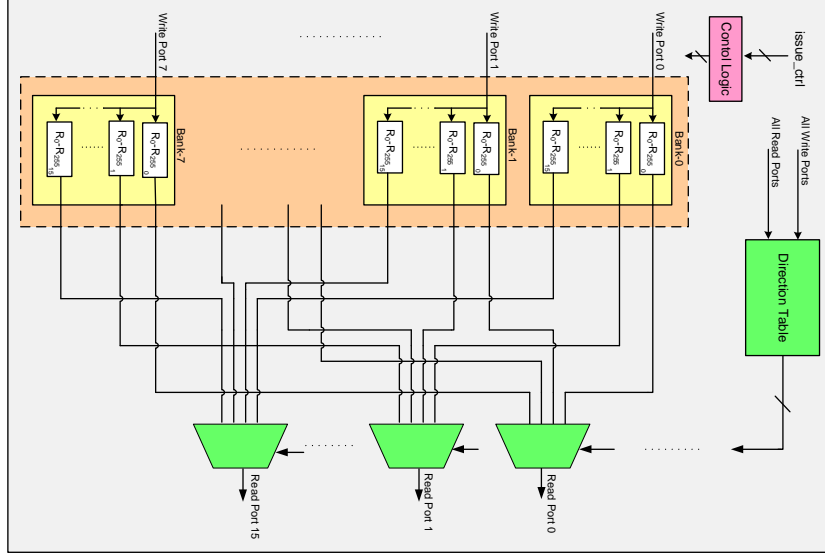 issue_ctrl
Contol Logic
All Write Ports
All Read Ports
Direction Table
Write Port 0
Bank-0
R0-R255 0
R0-R255 1
R0-R255 15
Write Port 1
Bank-1
R0-R255 0
R0-R255 1
R0-R255 15
Write Port 7
Bank-7
R0-R255 0
R0-R255 1
R0-R255 15
Read Port 0
Read Port 1
Read Port 15